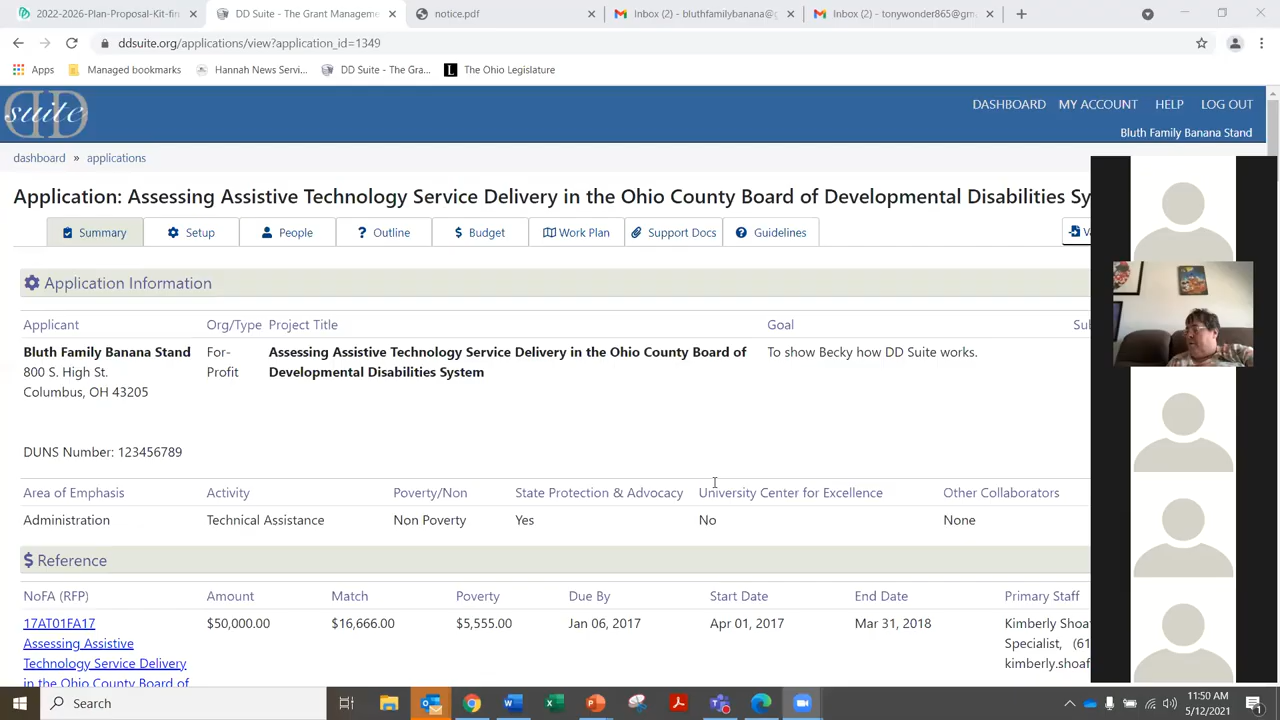 2022-2026-Plan-Proposal-Kit-fin
DD Suite - The Grant Manageme
notice.pdf
Inbox (2) - bluthfamilybanana@g
Inbox (2) - tonywonder865@gm
ddsuite.org/applications/view?application_id=1349
Apps
Managed bookmarks
Hannah News Servi...
DD Suite - The Gra...
The Ohio Legislature
DD suite
DASHBOARD MY ACCOUNT HELP LOG OUT
Bluth Family Banana Stand
dashboard » applications
Application: Assessing Assistive Technology Service Delivery in the Ohio County Board of Developmental Disabilities Sy
Summary Setup People Outline Budget Work Plan Support Docs Guidelines
Application Information
Applicant Org/Type Project Title Goal Su
Bluth Family Banana Stand For- Assessing Assistive Technology Service Delivery in the Ohio County Board of To show Becky how DD Suite works.
800 S. High St. Profit Developmental Disabilities System
Columbus, OH 43205
DUNS Number: 123456789
Area of Emphasis Activity Poverty/Non State Protection & Advocacy University Center for Excellence Other Collaborators
Administration Technical Assistance Non Poverty Yes No None
$ Reference
NoFA (RFP) Amount Match Poverty Due By Start Date End Date Primary Staff
17AT01FA17 $50,000.00 $16,666.00 $5,555.00 Jan 06, 2017 Apr 01, 2017 Mar 31, 2018 Kimberly Shoa
Assessing Assistive Specialist, (61
Technology Service Delivery kimberly.shoaf
in the Ohio County Board of
Search
11:50 AM
5/12/2021